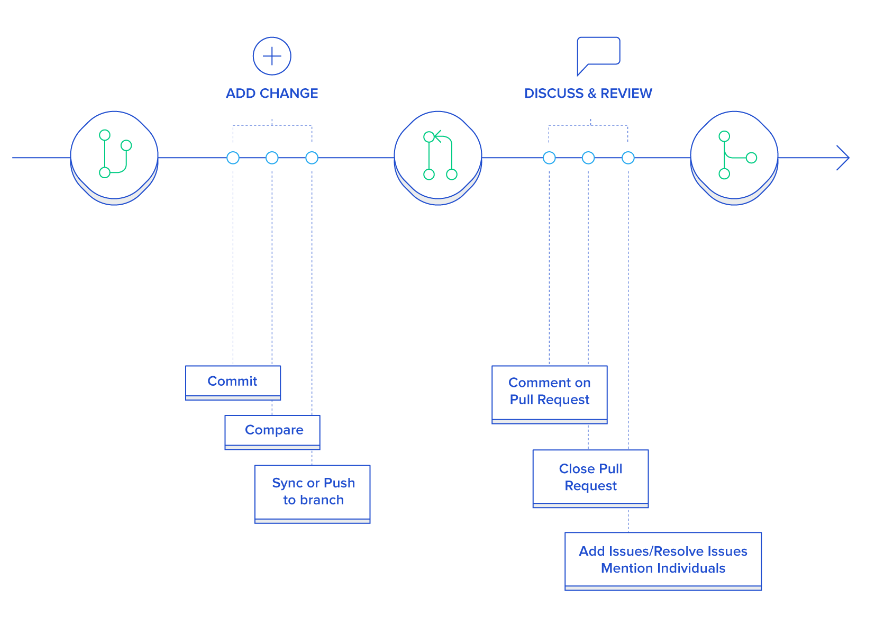 ADD CHANGE
DISCUSS & REVIEW
Commit
Compare
Sync or Push
to branch
Comment on
Pull Request
Close Pull
Request
Add Issues/Resolve Issues
Mention Individuals